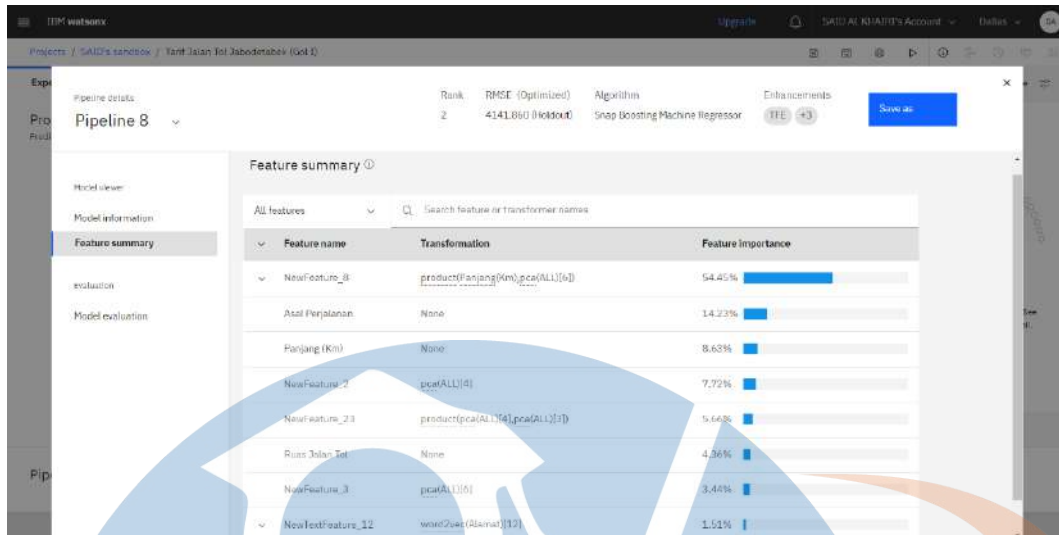 IBM watsonx
Upgrade
SAID AL KHAIRI's Account
Dallas
DA
Projects / SAID's sandbox / Tarif Jalan Tol Jabodetabek (Gol I)
Pipeline details
Pipeline 8
Rank
RMSE (Optimized)
Algorithm
Enhancements
2
4141.860 (Holdout)
Snap Boosting Machine Regressor
TFE
+3
Save as
Model viewer
Model information
Feature summary
evaluation
Model evaluation
Feature summary
All features
Search feature or transformer names
Feature name
Transformation
Feature importance
NewFeature_8
product(Panjang(Km),pca(ALL)[6])
54.45%
Asal Perjalanan
None
14.23%
Panjang (Km)
None
8.63%
NewFeature_2
pca(ALL)[4]
7.72%
NewFeature_23
product(pca(ALL)[4],pca(ALL)[3])
5.66%
Ruas Jalan Tol
None
4.36%
NewFeature_3
pca(ALL)[6]
3.44%
NewTextFeature_12
word2vec(Alamat)[12]
1.51%